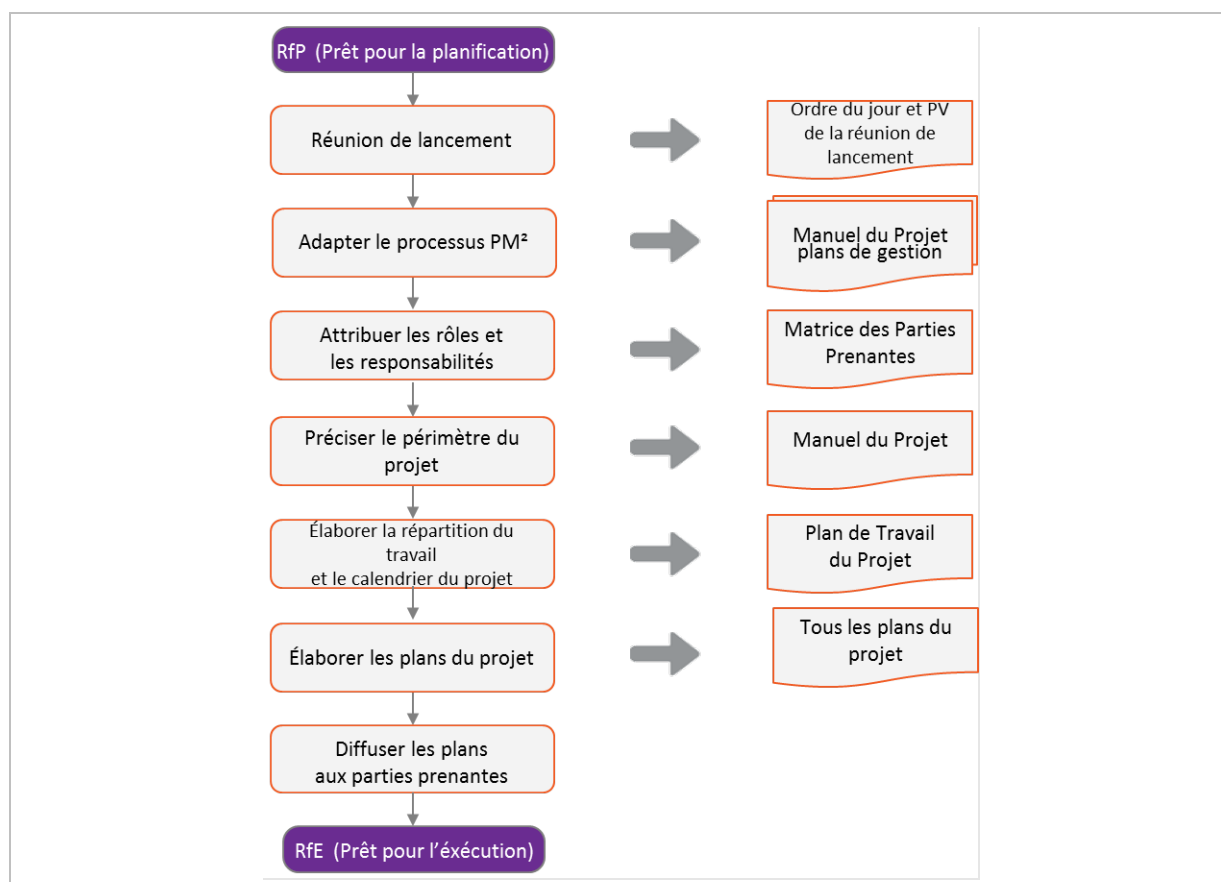 RfP (Prêt pour la planification)
Réunion de lancement
Ordre du jour et PV
de la réunion de
lancement
Adapter le processus PM²
Manuel du Projet
plans de gestion
Attribuer les rôles et
les responsabilités
Matrice des Parties
Prenantes
Préciser le périmètre du
projet
Manuel du Projet
Élaborer la répartition du
travail
et le calendrier du projet
Plan de Travail
du Projet
Élaborer les plans du projet
Tous les plans du
projet
Diffuser les plans
aux parties prenantes
RfE (Prêt pour l’éxécution)